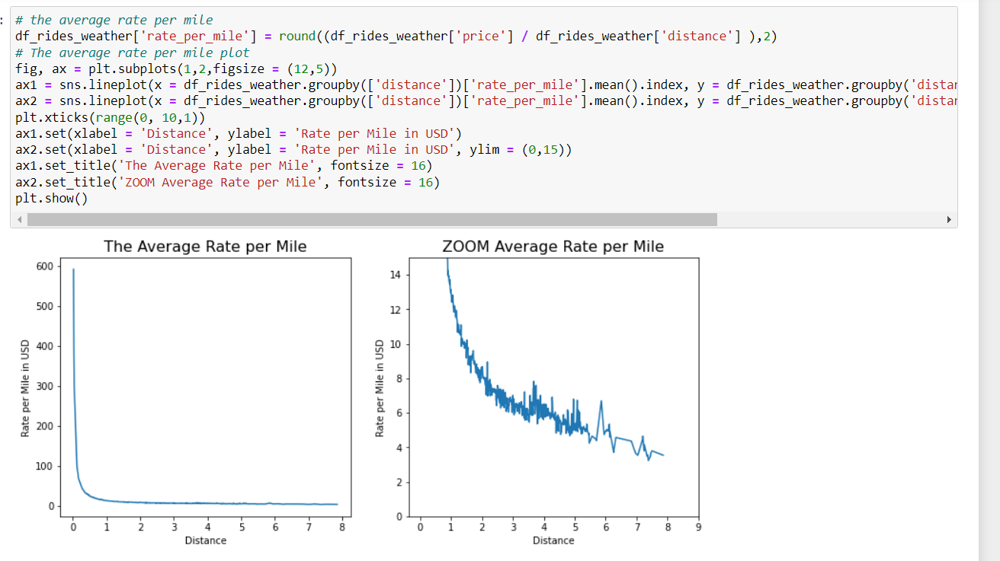 :
# the average rate per mile
df_rides_weather['rate_per_mile'] = round((df_rides_weather['price'] / df_rides_weather['distance'] ),2)
# The average rate per mile plot
fig, ax = plt.subplots(1,2,figsize = (12,5))
ax1 = sns.lineplot(x = df_rides_weather.groupby(['distance'])['rate_per_mile'].mean().index, y = df_rides_weather.groupby('distan
ax2 = sns.lineplot(x = df_rides_weather.groupby(['distance'])['rate_per_mile'].mean().index, y = df_rides_weather.groupby('distan
plt.xticks(range(0, 10,1))
ax1.set(xlabel = 'Distance', ylabel = 'Rate per Mile in USD')
ax2.set(xlabel = 'Distance', ylabel = 'Rate per Mile in USD', ylim = (0,15))
ax1.set_title('The Average Rate per Mile', fontsize = 16)
ax2.set_title('ZOOM Average Rate per Mile', fontsize = 16)
plt.show()
The Average Rate per Mile
600
500
400
300
200
100
0
Rate per Mile in USD
0 1 2 3 4 5 6 7 8
Distance
ZOOM Average Rate per Mile
14
12
10
8
6
4
2
0
Rate per Mile in USD
0 1 2 3 4 5 6 7 8 9
Distance